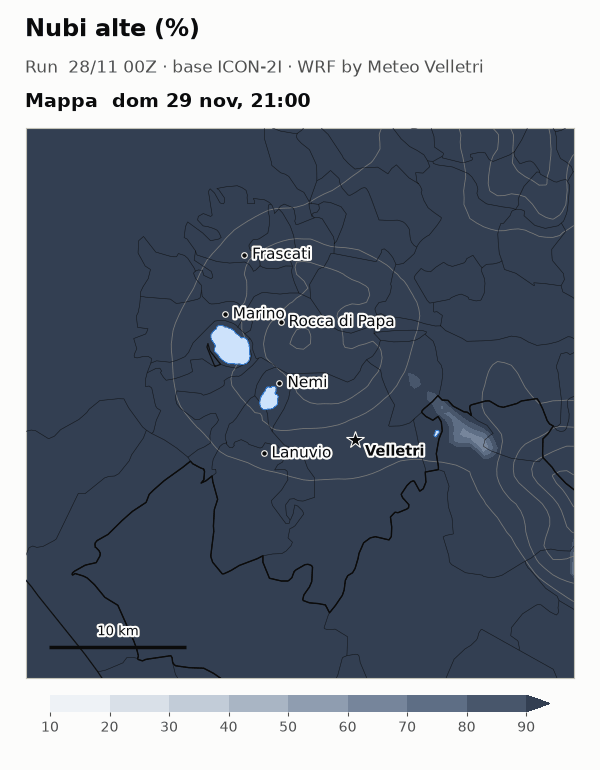 Nubi alte (%)
Run  28/11 00Z · base ICON-2I · WRF by Meteo Velletri
Mappa  dom 29 nov, 21:00
Frascati
Marino
Rocca di Papa
Nemi
Velletri
Lanuvio
10 km
10 20 30 40 50 60 70 80 90